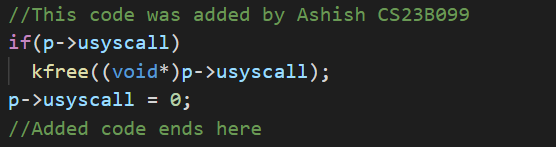 //This code was added by Ashish CS23B099
if(p->usyscall)
  kfree((void*)p->usyscall);
p->usyscall = 0;
//Added code ends here